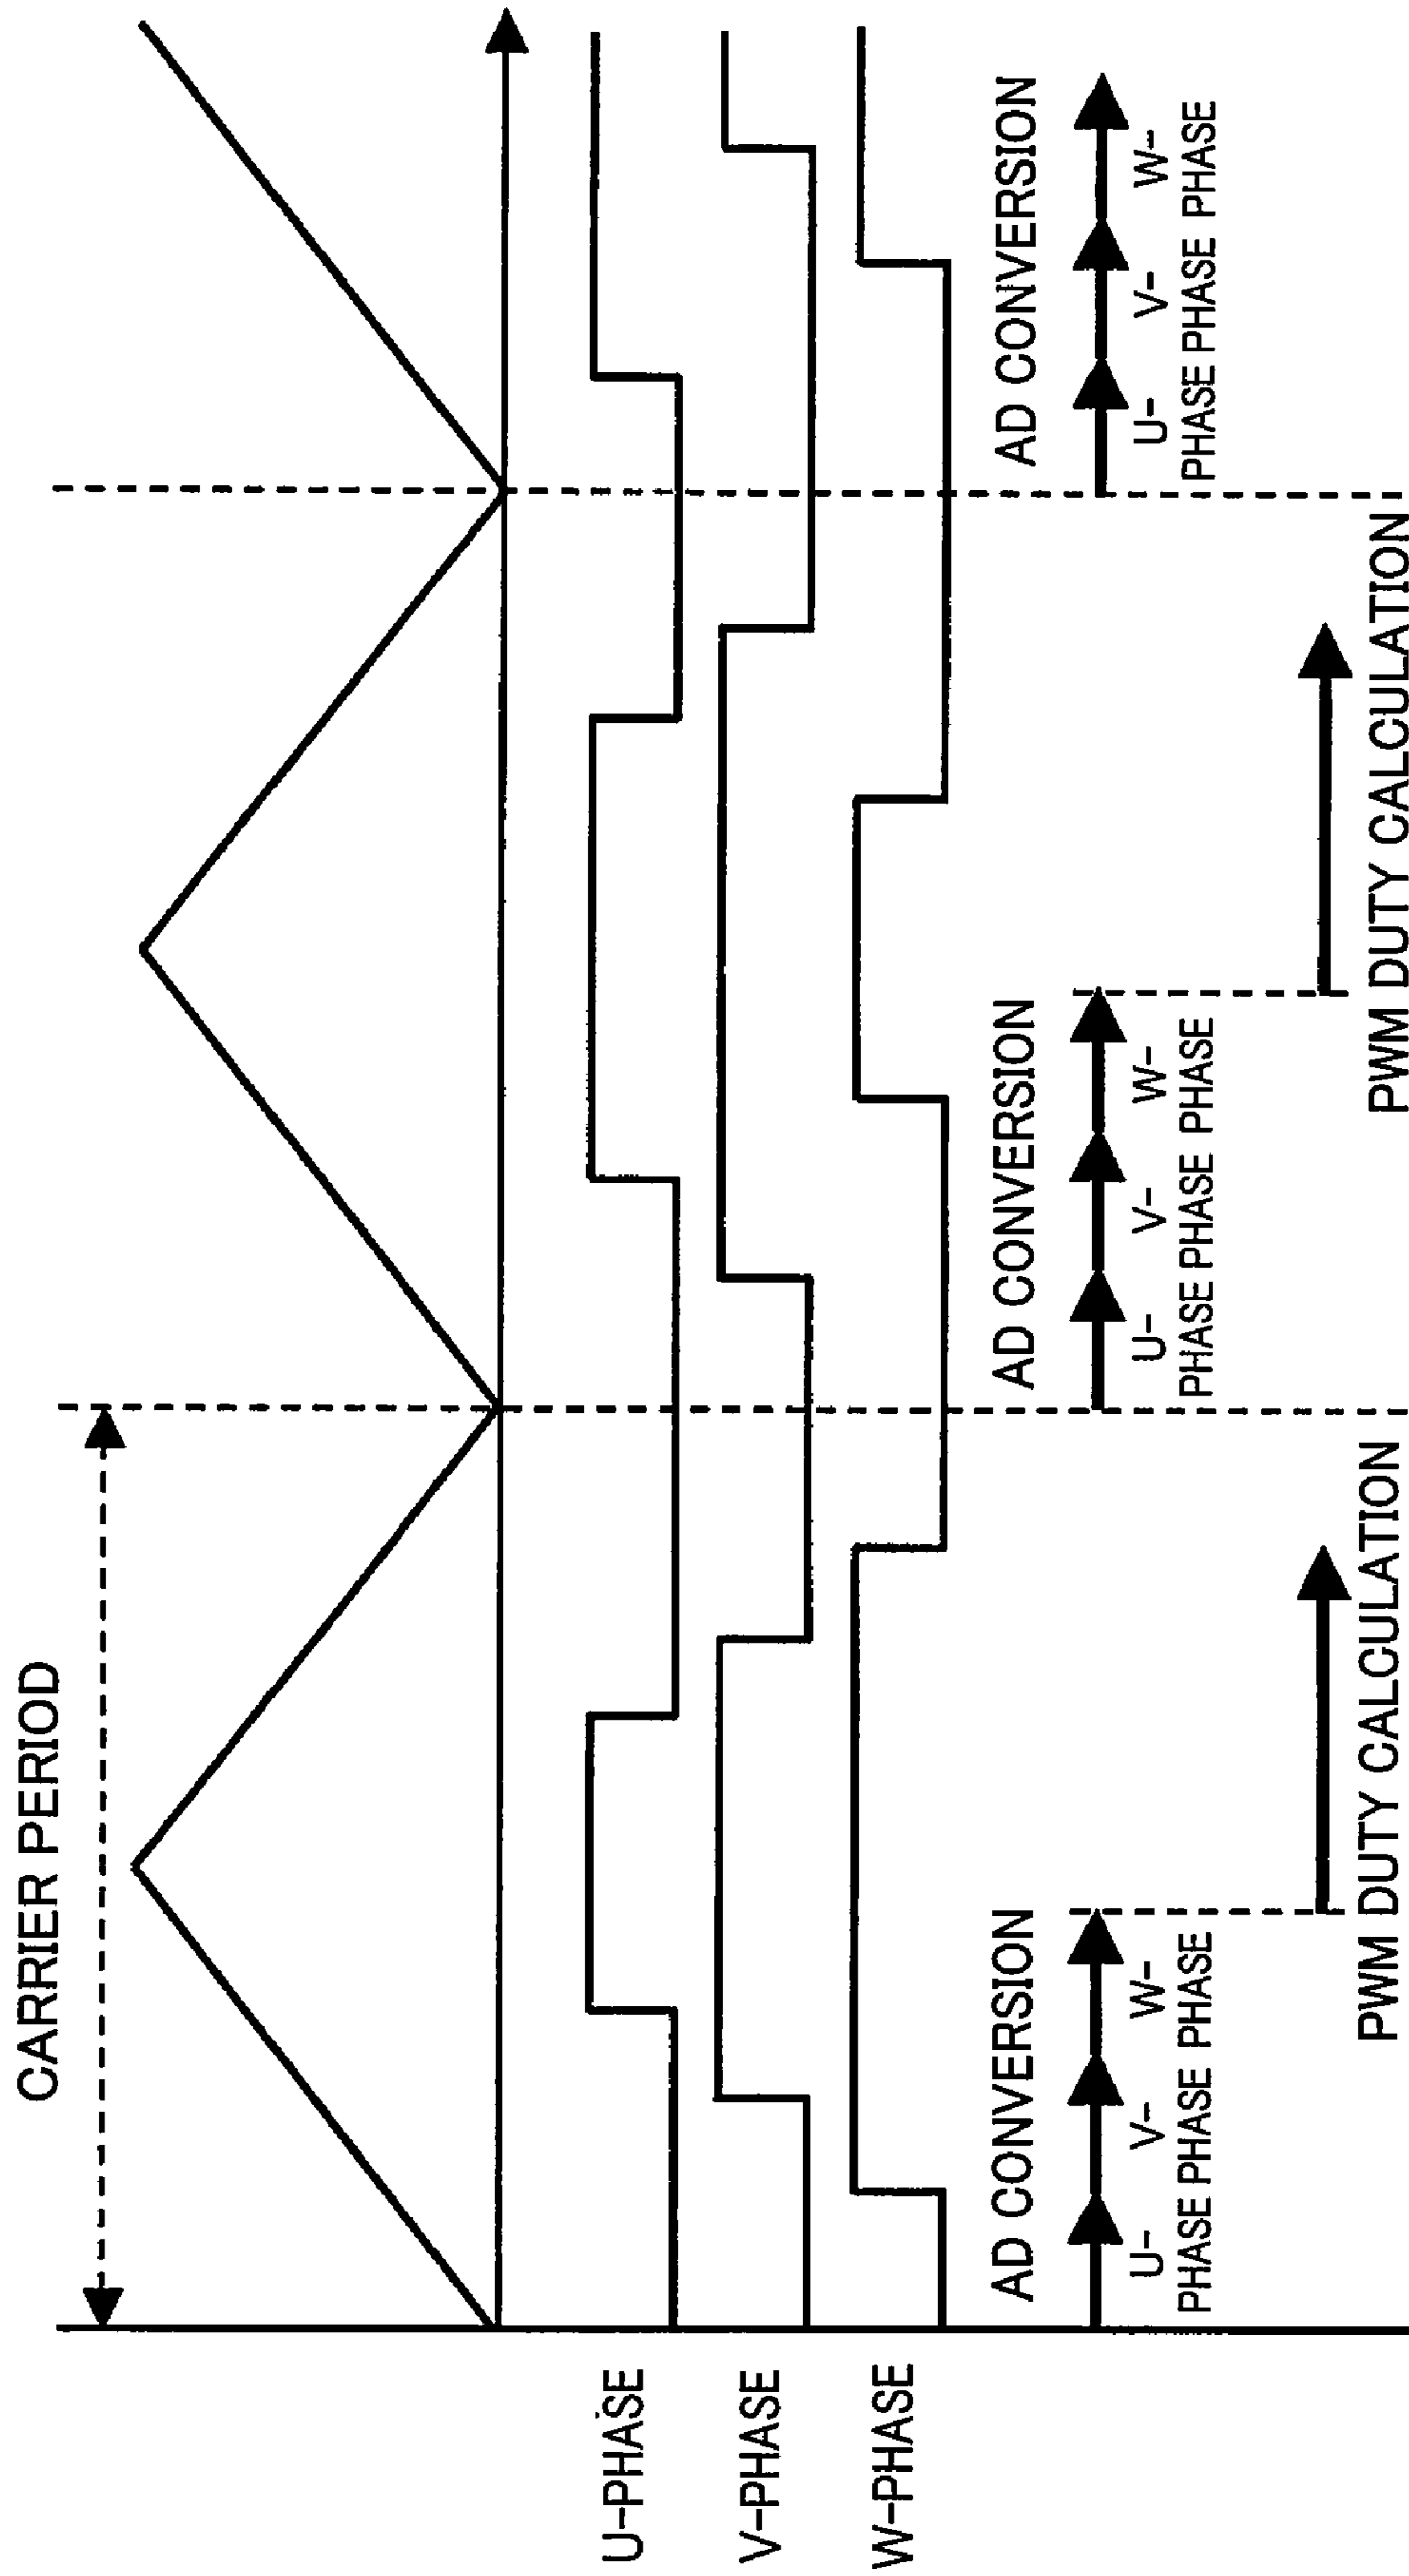 CARRIER PERIOD
U-PHASE
V-PHASE
W-PHASE
AD CONVERSION
AD CONVERSION
AD CONVERSION
U- V- W-
PHASE PHASE PHASE
U- V- W-
PHASE PHASE PHASE
U- V- W-
PHASE PHASE PHASE
PWM DUTY CALCULATION
PWM DUTY CALCULATION